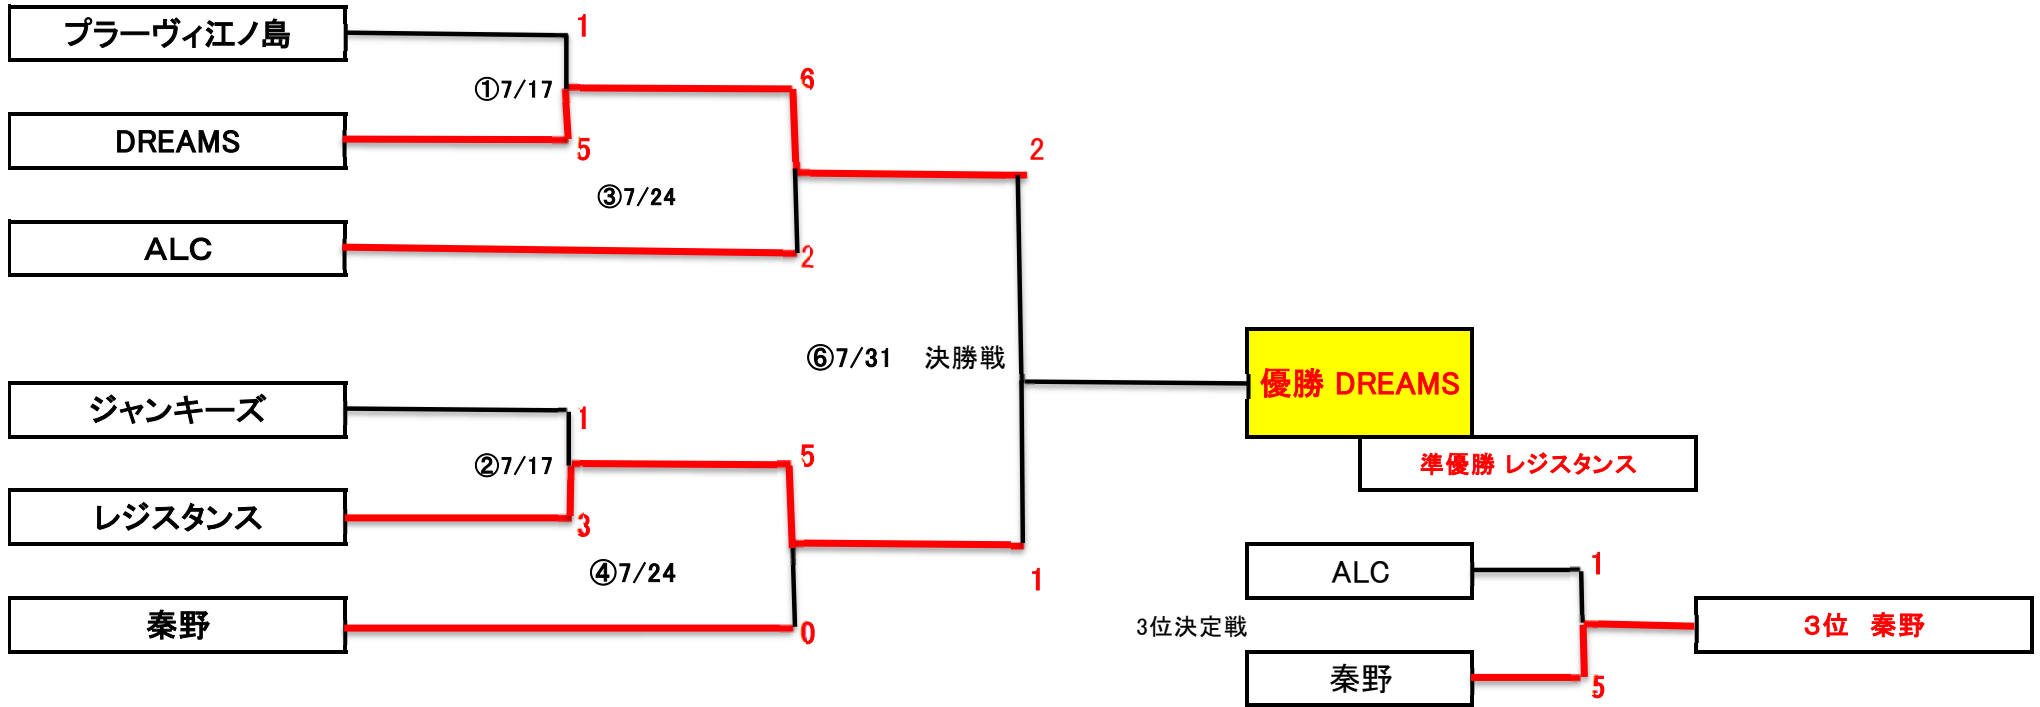 プラーヴィ江ノ島
1
①7/17
6
DREAMS
5
2
③7/24
ALC
2
⑥7/31 決勝戦
優勝 DREAMS
ジャンキーズ
1
②7/17
5
準優勝 レジスタンス
レジスタンス
3
④7/24
1
秦野
0
ALC
1
3位決定戦
3位 秦野
秦野
5